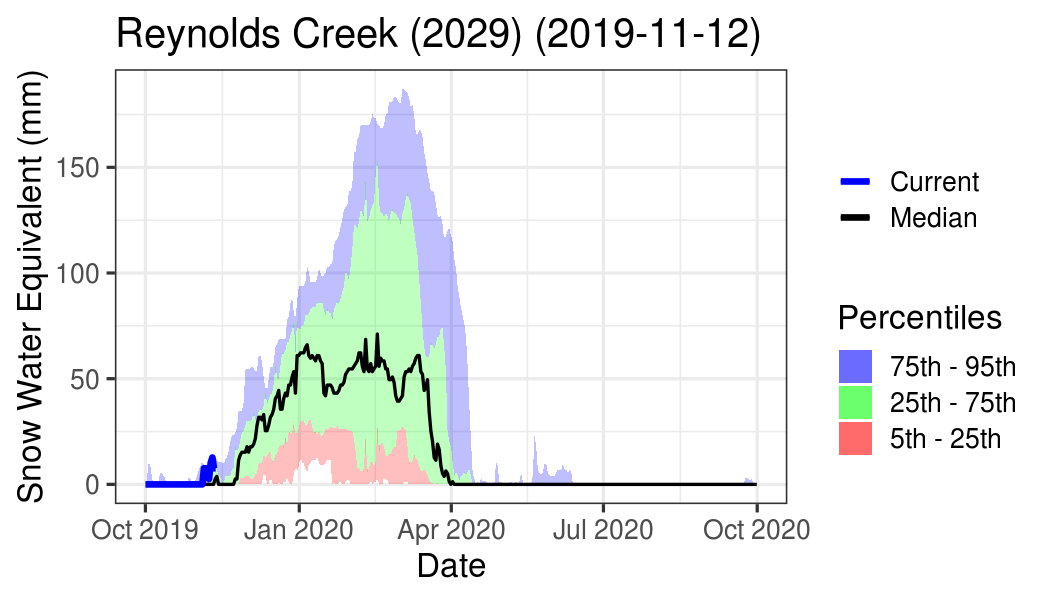 Reynolds Creek (2029) (2019-11-12)
Snow Water Equivalent (mm)
150
100
50
0
Oct 2019 Jan 2020 Apr 2020 Jul 2020 Oct 2020
Date
Current
Median
Percentiles
75th - 95th
25th - 75th
5th - 25th